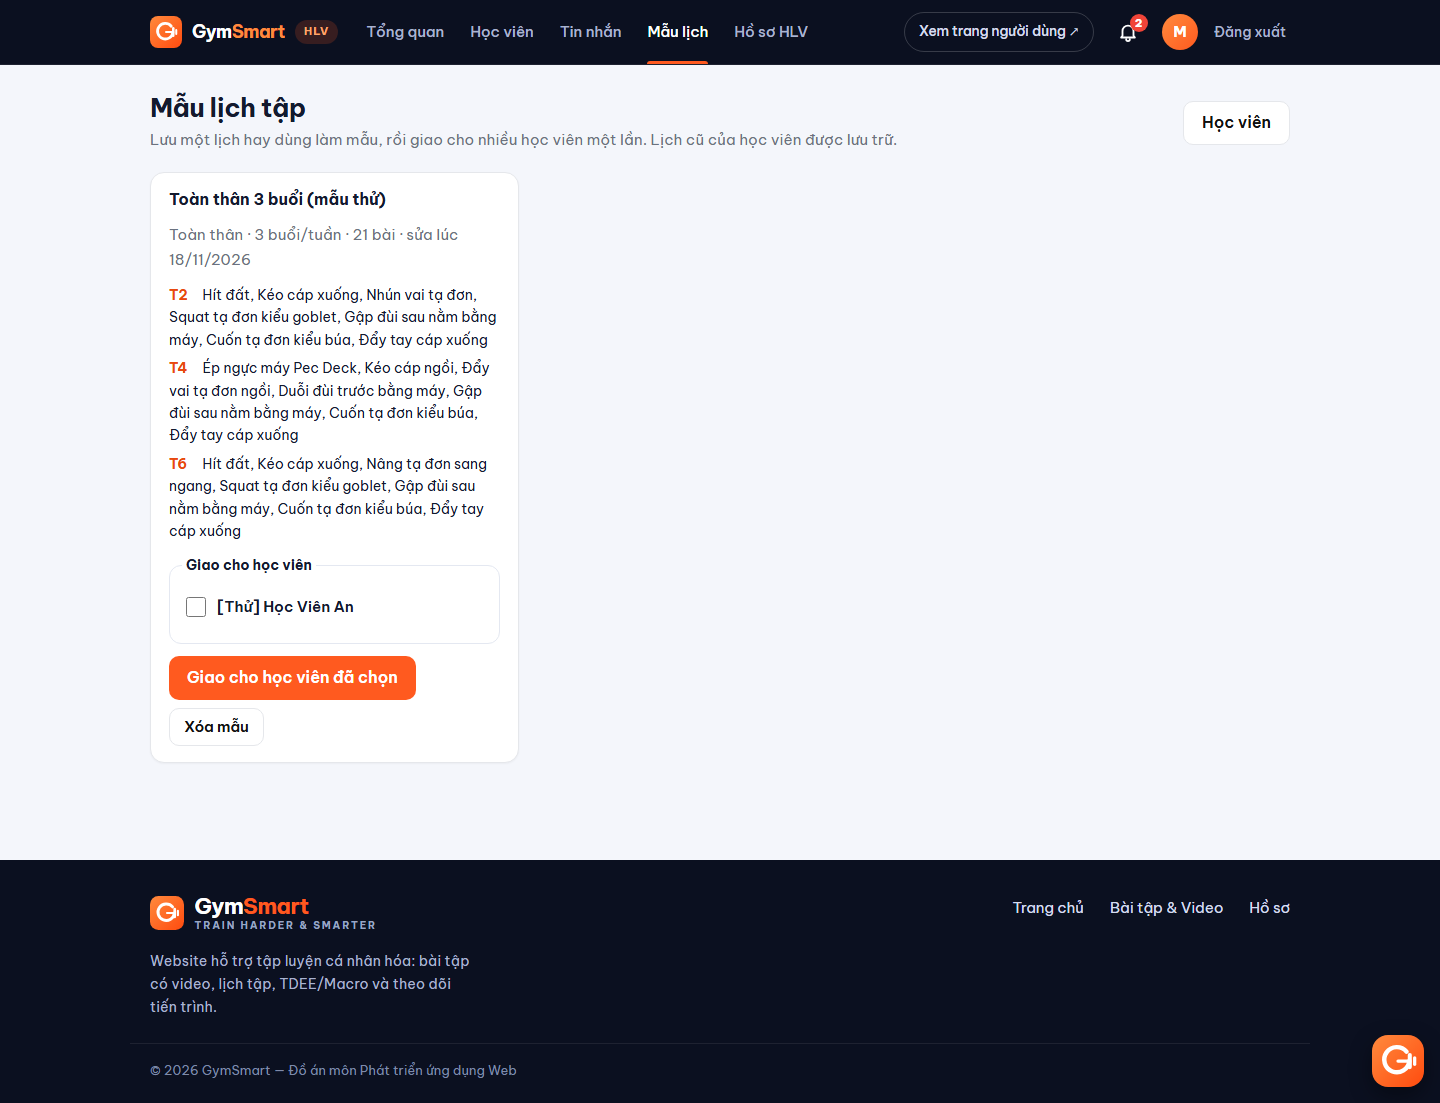 GymSmart HLV Tổng quan Học viên Tin nhắn Mẫu lịch Hồ sơ HLV Xem trang người dùng ↗ 2 M Đăng xuất
Mẫu lịch tập
Lưu một lịch hay dùng làm mẫu, rồi giao cho nhiều học viên một lần. Lịch cũ của học viên được lưu trữ.
Học viên
Toàn thân 3 buổi (mẫu thử)
Toàn thân · 3 buổi/tuần · 21 bài · sửa lúc
18/11/2026
T2 Hít đất, Kéo cáp xuống, Nhún vai tạ đơn,
Squat tạ đơn kiểu goblet, Gập đùi sau nằm bằng
máy, Cuốn tạ đơn kiểu búa, Đẩy tay cáp xuống
T4 Ép ngực máy Pec Deck, Kéo cáp ngồi, Đẩy
vai tạ đơn ngồi, Duỗi đùi trước bằng máy, Gập
đùi sau nằm bằng máy, Cuốn tạ đơn kiểu búa,
Đẩy tay cáp xuống
T6 Hít đất, Kéo cáp xuống, Nâng tạ đơn sang
ngang, Squat tạ đơn kiểu goblet, Gập đùi sau
nằm bằng máy, Cuốn tạ đơn kiểu búa, Đẩy tay
cáp xuống
Giao cho học viên
[Thử] Học Viên An
Giao cho học viên đã chọn
Xóa mẫu
GymSmart
TRAIN HARDER & SMARTER
Trang chủ Bài tập & Video Hồ sơ
Website hỗ trợ tập luyện cá nhân hóa: bài tập
có video, lịch tập, TDEE/Macro và theo dõi
tiến trình.
© 2026 GymSmart — Đồ án môn Phát triển ứng dụng Web